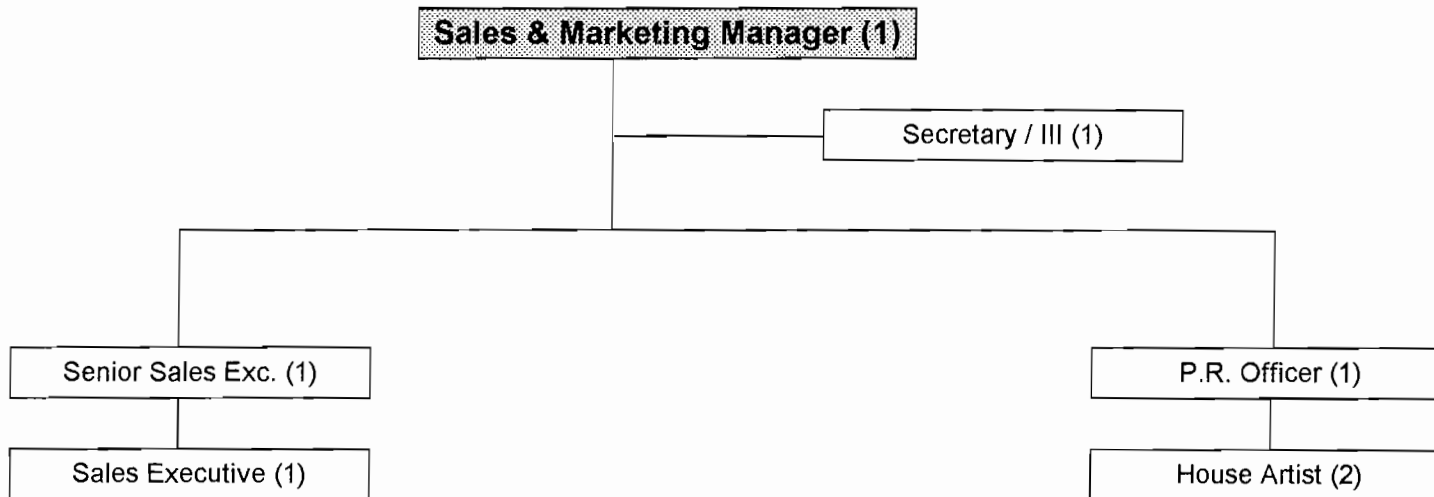 Sales & Marketing Manager (1)
Secretary / III (1)
Senior Sales Exc. (1)
P.R. Officer (1)
Sales Executive (1)
House Artist (2)